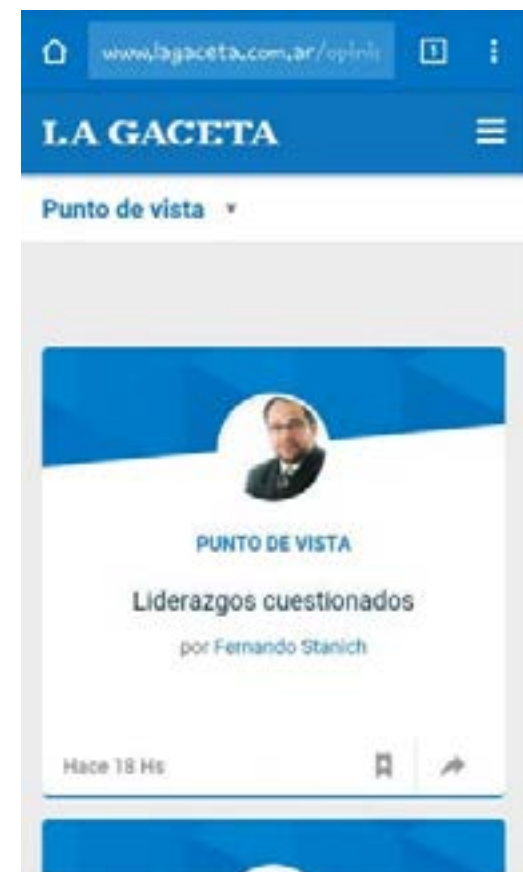 www.lagaceta.com.ar/opinic
1
LA GACETA
Punto de vista
PUNTO DE VISTA
Liderazgos cuestionados
por Fernando Stanich
Hace 18 Hs